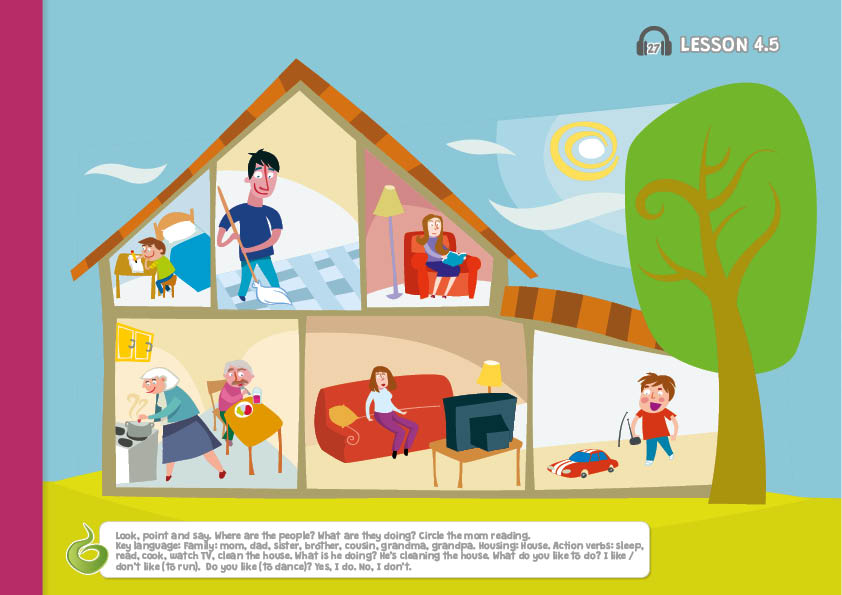 27 LESSON 4.5
Look, point and say. Where are the people? What are they doing? Circle the mom reading.
Key language: Family: mom, dad, sister, brother, cousin, grandma, grandpa. Housing: House. Action verbs: sleep,
read, cook, watch TV, clean the house. What is he doing? He's cleaning the house. What do you like to do? I like /
don't like (to run). Do you like (to dance)? Yes, I do. No, I don't.